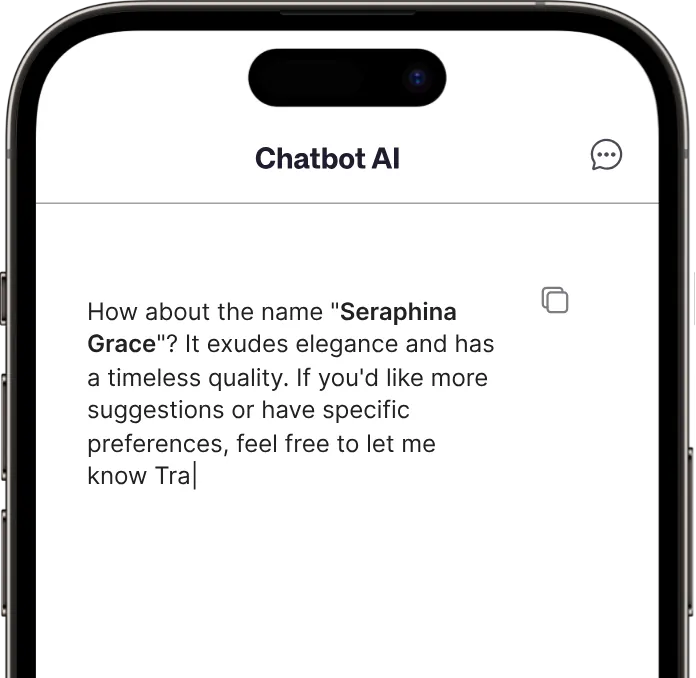 Chatbot AI
How about the name "Seraphina
Grace"? It exudes elegance and has
a timeless quality. If you'd like more
suggestions or have specific
preferences, feel free to let me
know Tra